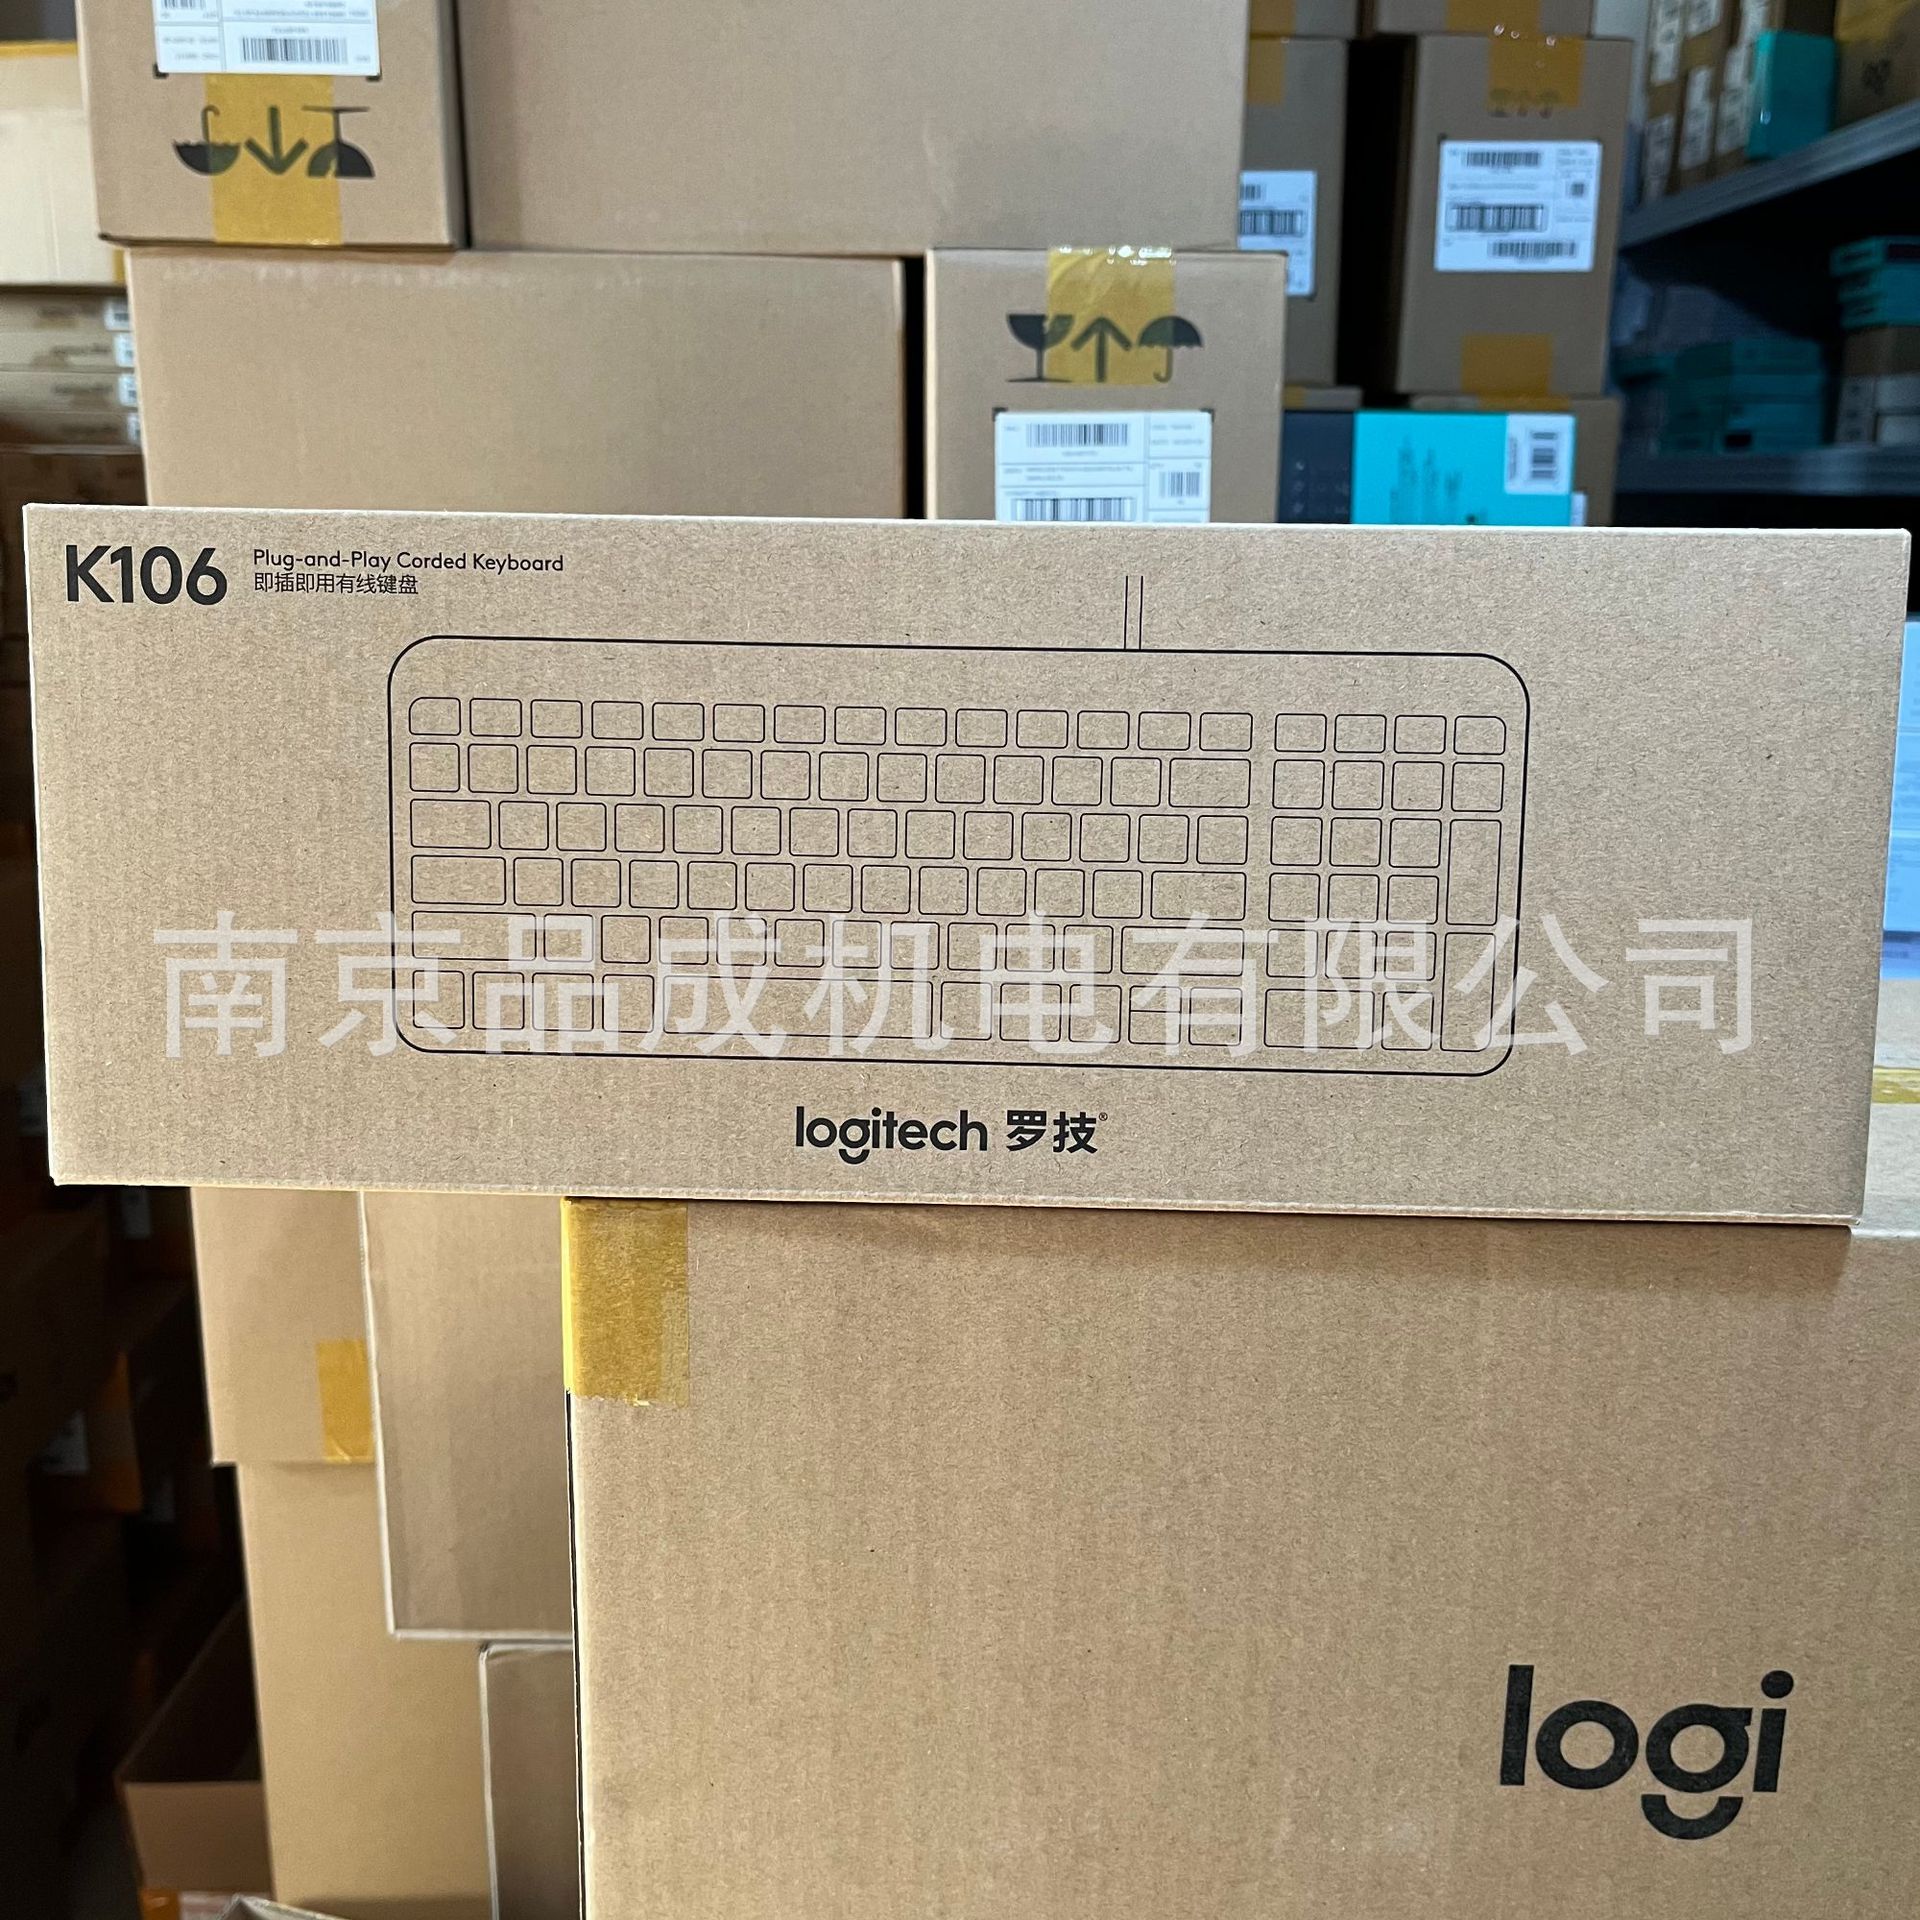 K106
Plug-and-Play Corded Keyboard
即插即用有线键盘
南京品成机电有限公司
logitech 罗技®
logi